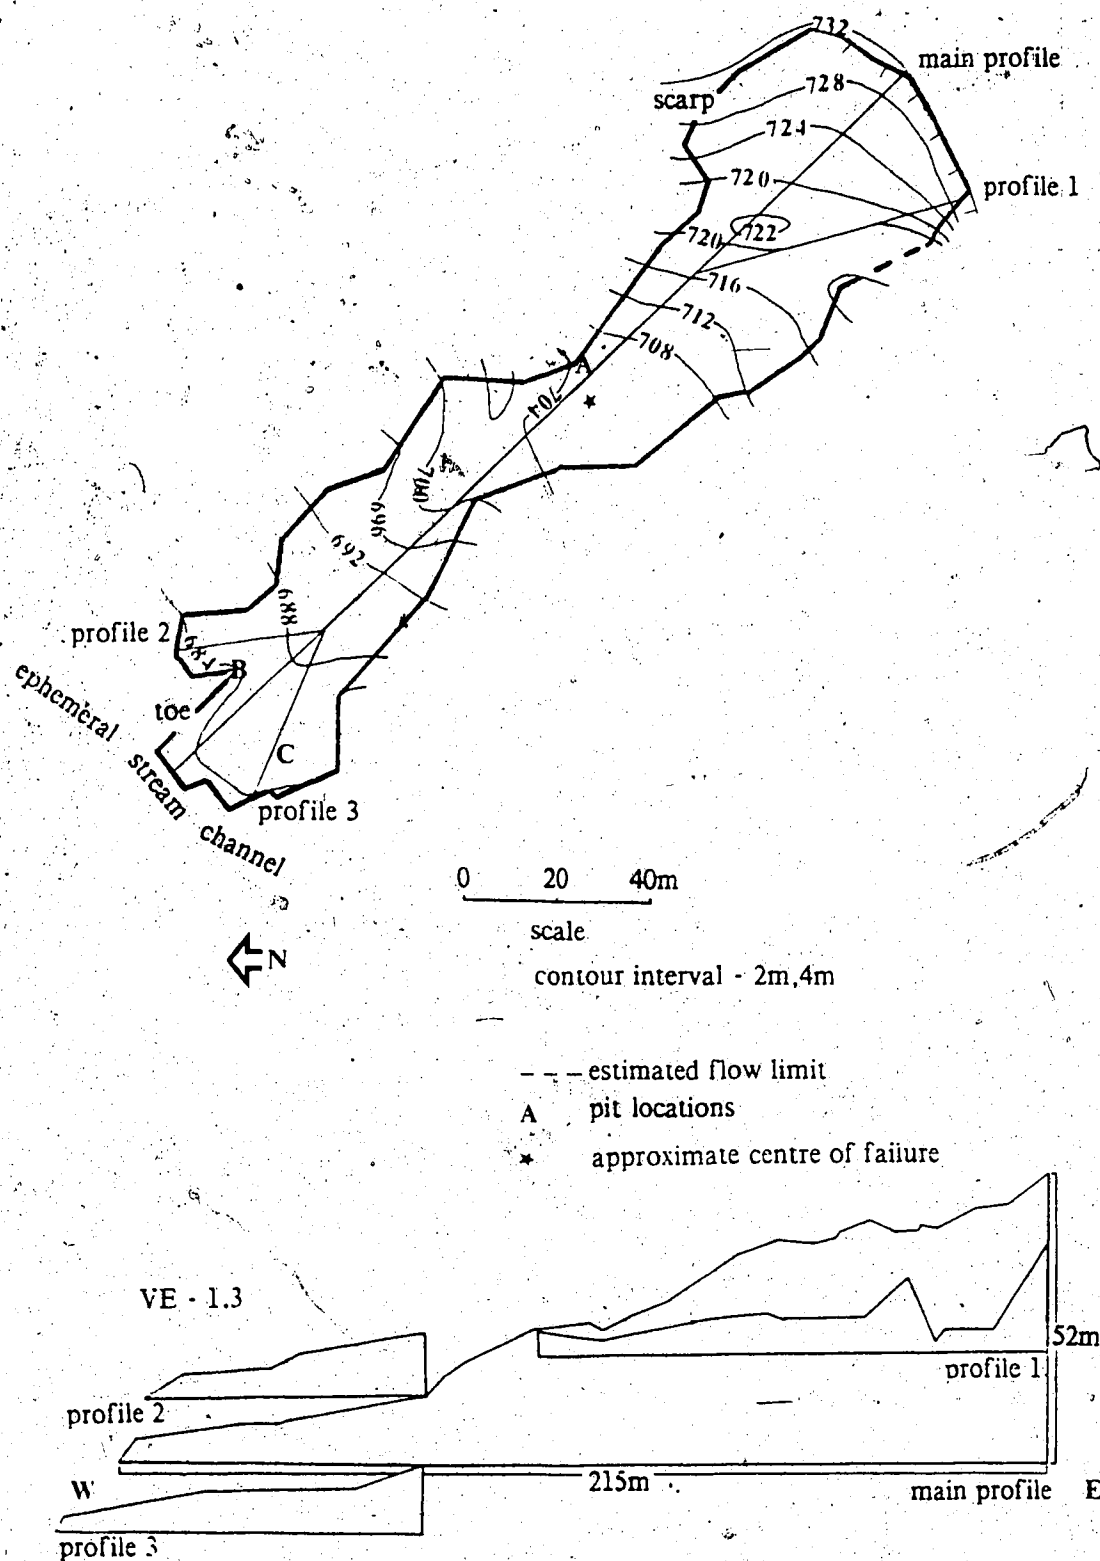 732
main profile
728
scarp
724
720
profile 1
722
720
716
712
708
A
704
700
696
692
688
profile 2
684
B
ephemeral stream channel
toe
C
profile 3
0 20 40m
scale
N
contour interval - 2m,4m
--- estimated flow limit
A pit locations
★ approximate centre of failure
VE - 1.3
52m
profile 1
profile 2
W
215m
main profile
E
profile 3